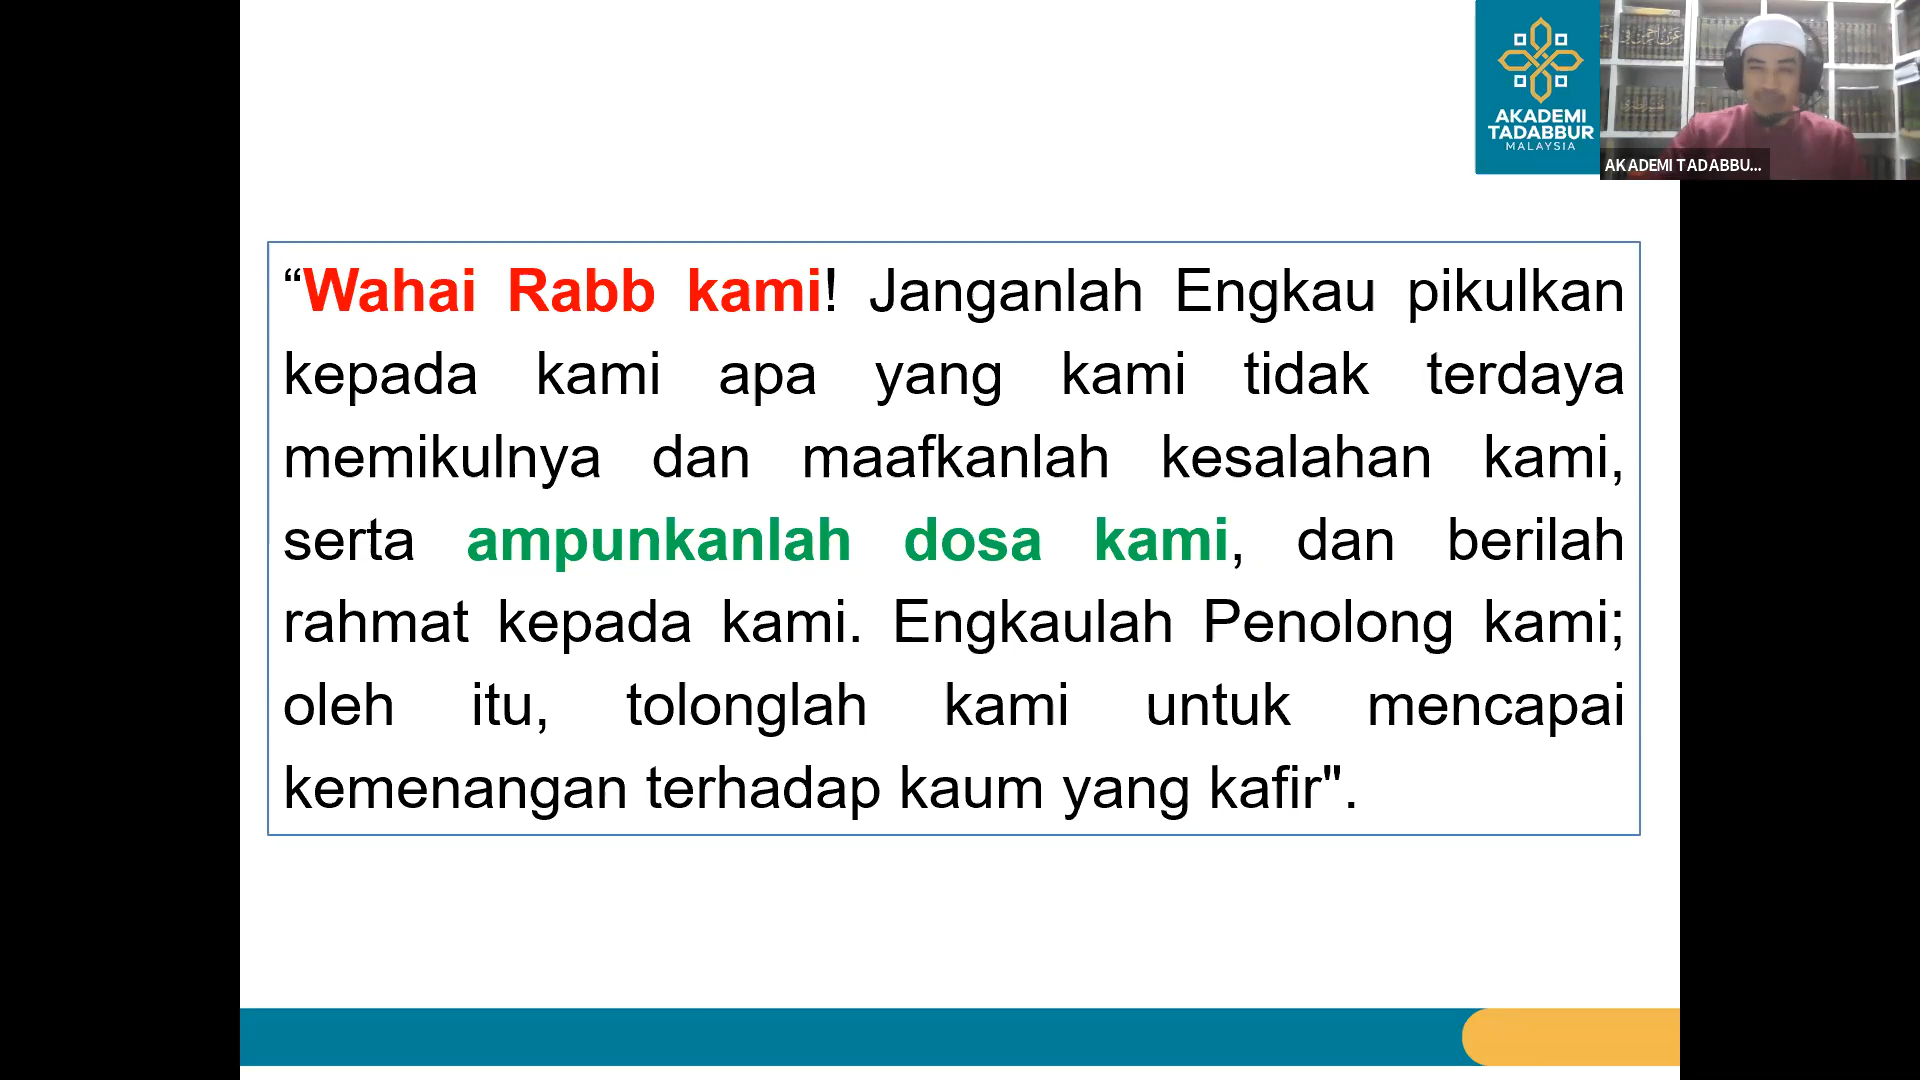 AKADEMI
TADABBUR
MALAYSIA
AKADEMI TADABBU...
“Wahai Rabb kami! Janganlah Engkau pikulkan
kepada kami apa yang kami tidak terdaya
memikulnya dan maafkanlah kesalahan kami,
serta ampunkanlah dosa kami, dan berilah
rahmat kepada kami. Engkaulah Penolong kami;
oleh itu, tolonglah kami untuk mencapai
kemenangan terhadap kaum yang kafir".